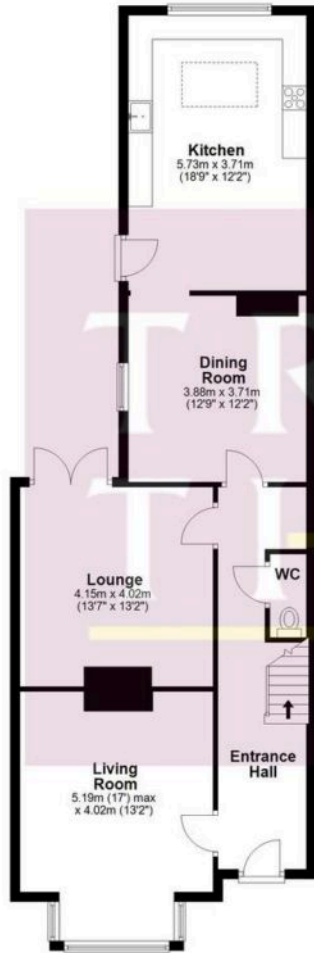 Kitchen
5.73m x 3.71m
(18'9" x 12'2")
Dining
Room
3.88m x 3.71m
(12'9" x 12'2")
Lounge
4.15m x 4.02m
(13'7" x 13'2")
WC
Living
Room
5.19m (17') max
x 4.02m (13'2")
Entrance
Hall